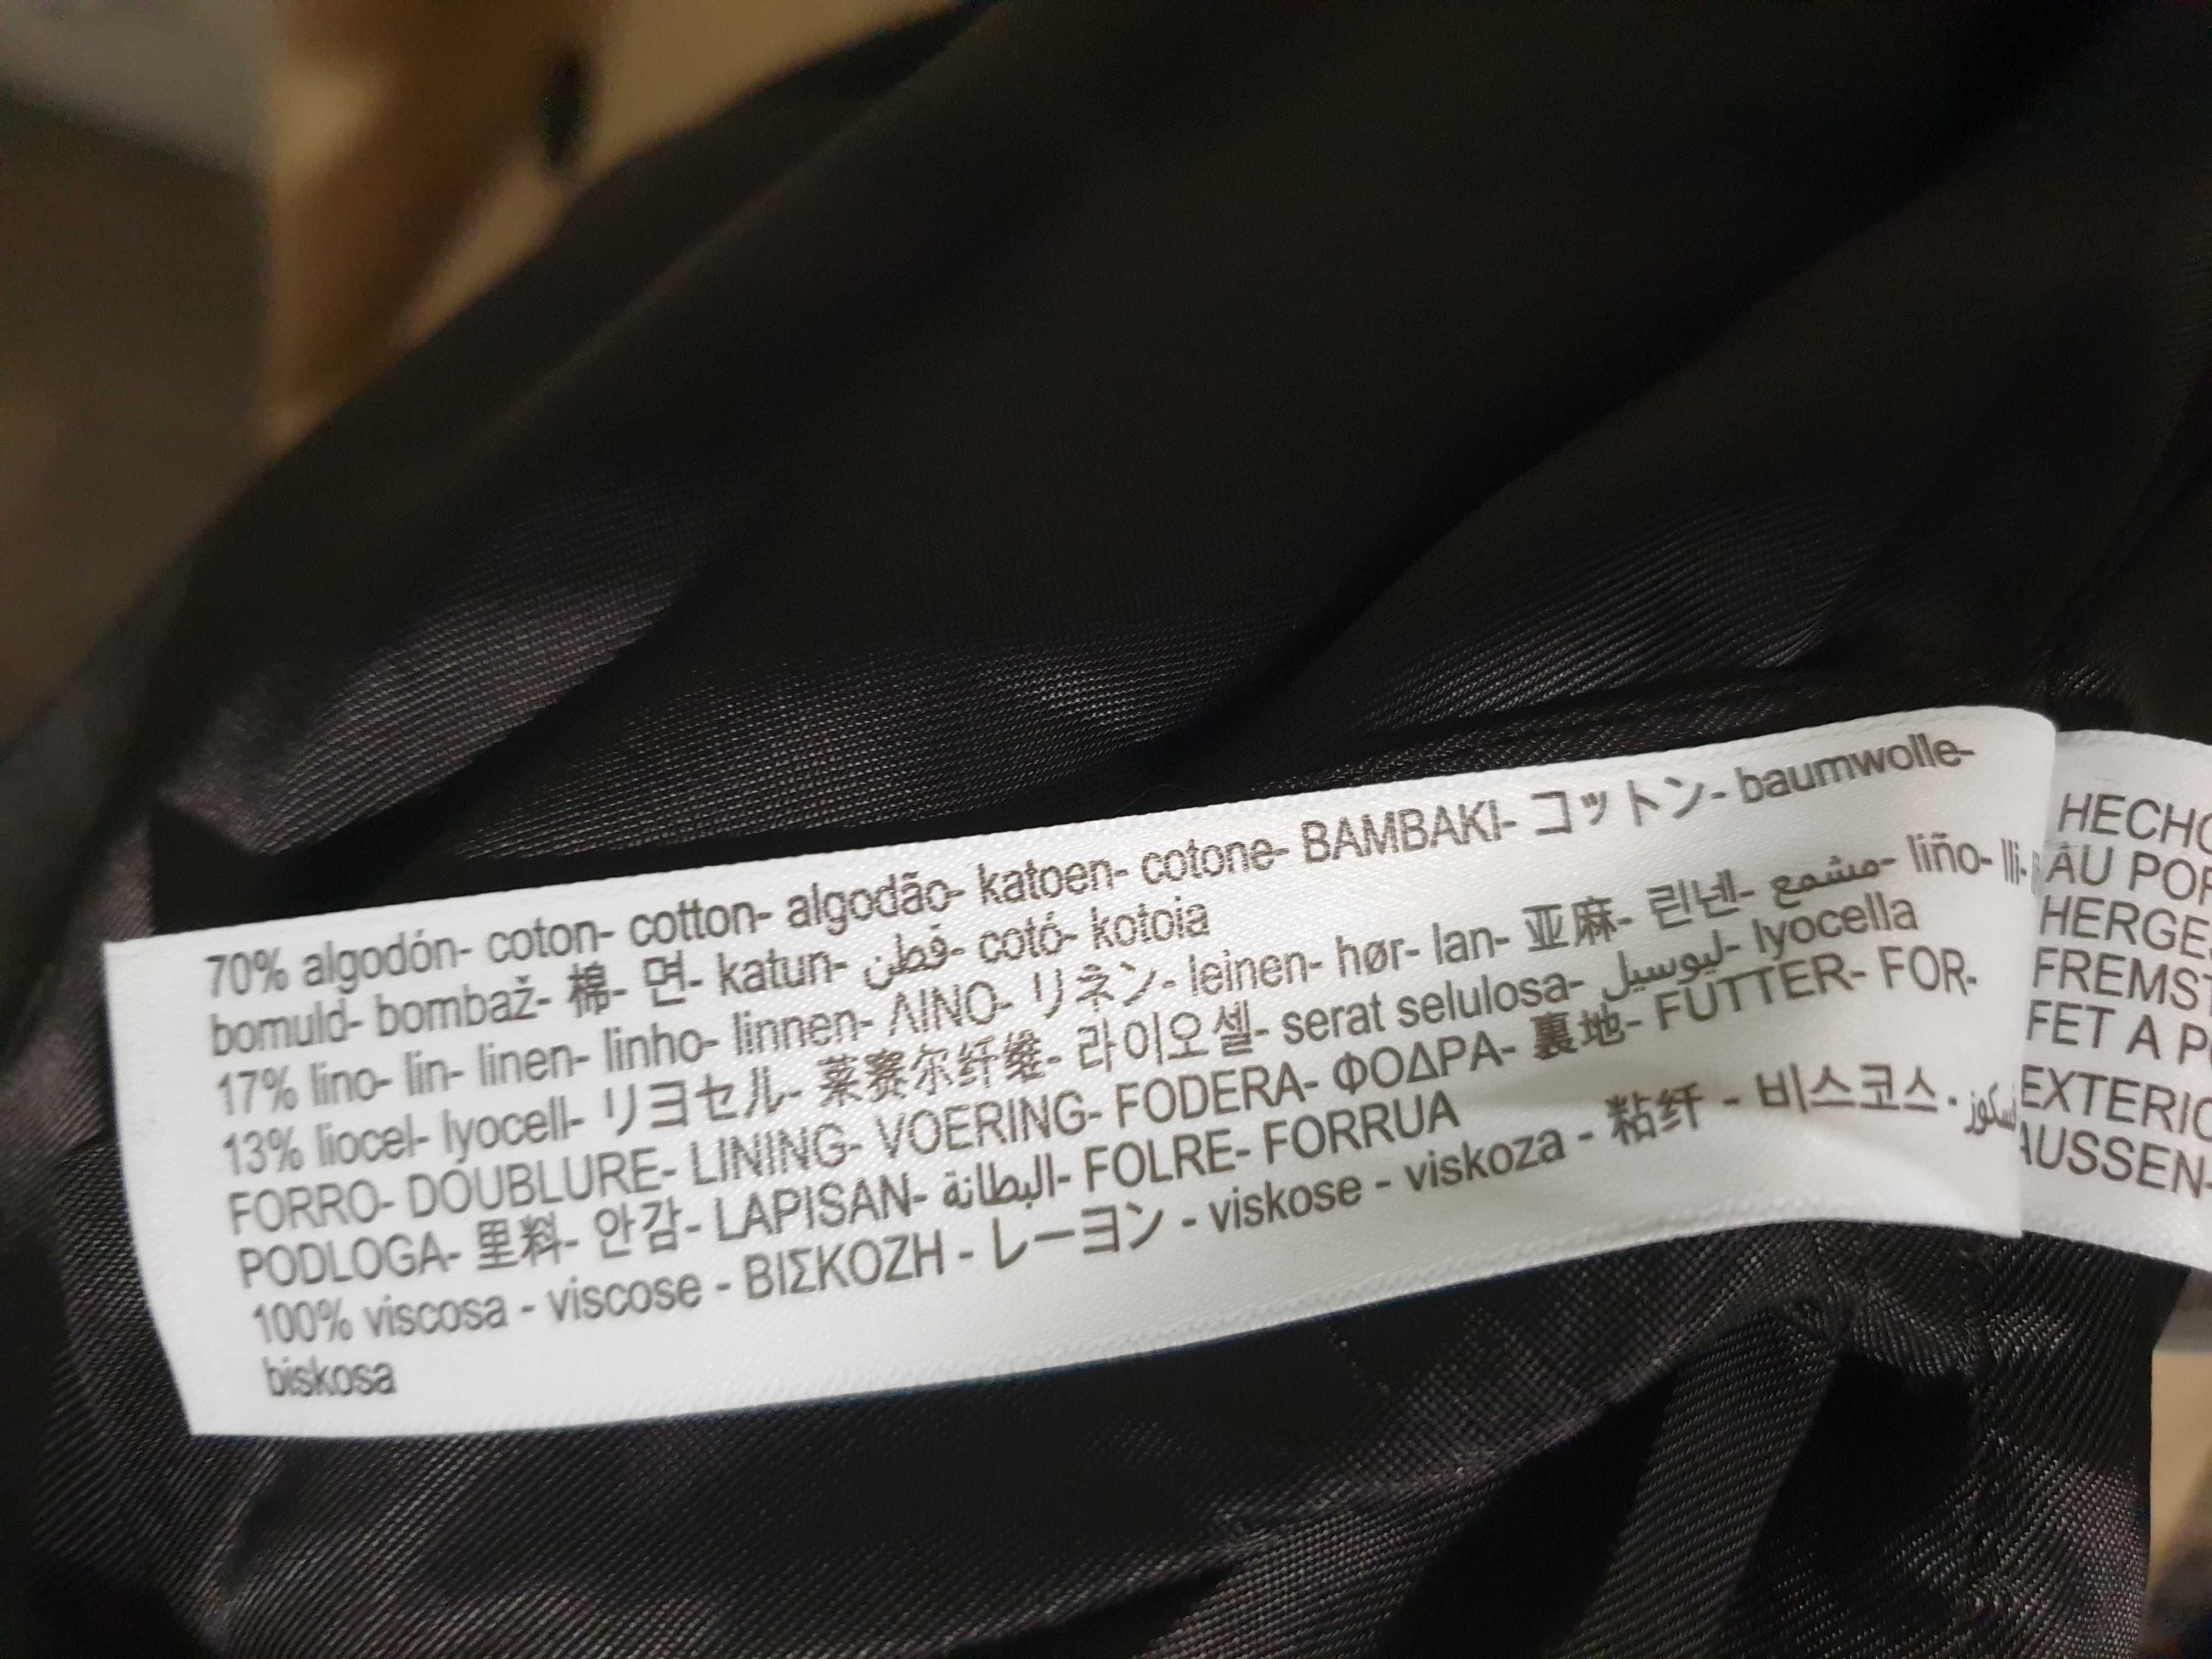 70% algodón- coton- cotton- algodão- katoen- cotone- BAMBAKI- コットン- baumwolle-
bomuld- bombaž- 棉- 면- katun- قطن- cotó- kotoia
17% lino- lin- linen- linho- linnen- ΛINO- リネン- leinen- hør- lan- 亚麻- 린넨- مشمع- liño- lli-
13% liocel- lyocell- リヨセル- 莱赛尔纤维- 라이오셀- serat selulosa- ليوسيل- lyocella
FORRO- DOUBLURE- LINING- VOERING- FODERA- ΦΟΔΡΑ- 裏地- FUTTER- FOR-
PODLOGA- 里料- 안감- LAPISAN- البطانة- FOLRE- FORRUA
100% viscosa - viscose - ΒΙΣΚΟΖΗ - レーヨン - viskose - viskoza - 粘纤 - 비스코스 -
biskosa
HECHO
AU POR
HERGE
FREMST
FET A P
EXTERIO
AUSSEN-